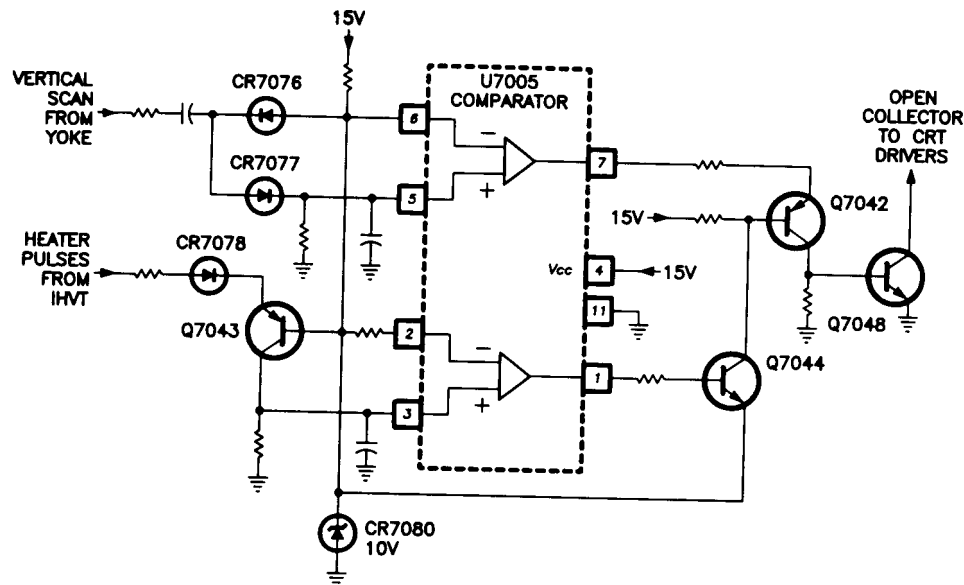 15V
VERTICAL
SCAN
FROM
YOKE
CR7076
U7005
COMPARATOR
OPEN
COLLECTOR
TO CRT
DRIVERS
6
−
7
CR7077
5
+
15V
Q7042
HEATER
PULSES
FROM
IHVT
CR7078
Vcc
4
15V
11
Q7043
2
−
Q7048
Q7044
1
3
+
CR7080
10V